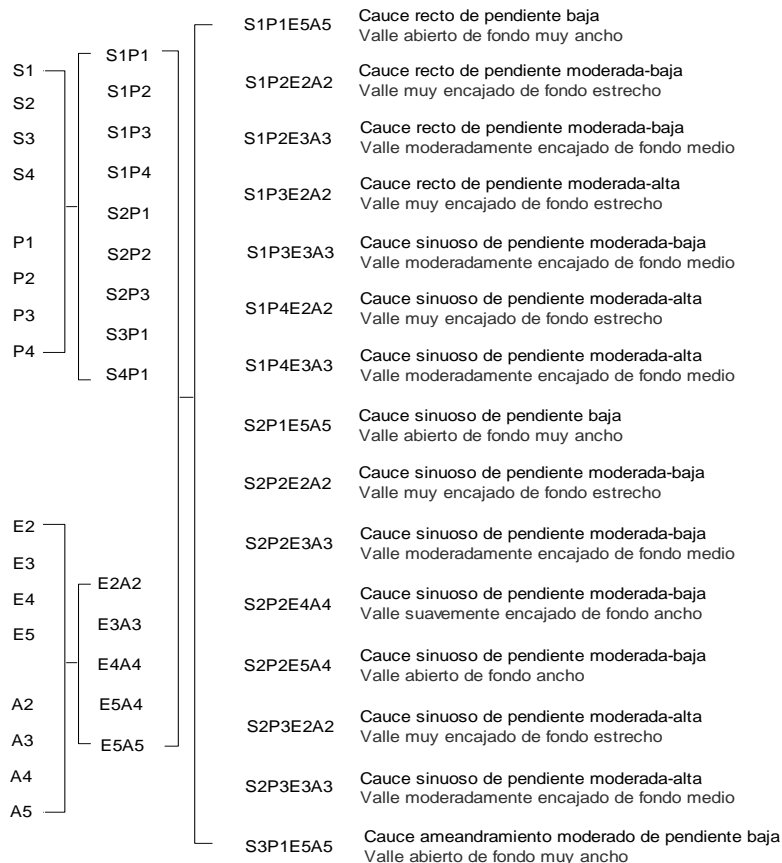 S1
S2
S3
S4
P1
P2
P3
P4
S1P1
S1P2
S1P3
S1P4
S2P1
S2P2
S2P3
S3P1
S4P1
E2
E3
E4
E5
A2
A3
A4
A5
E2A2
E3A3
E4A4
E5A4
E5A5
S1P1E5A5 Cauce recto de pendiente baja
Valle abierto de fondo muy ancho
S1P2E2A2 Cauce recto de pendiente moderada-baja
Valle muy encajado de fondo estrecho
S1P2E3A3 Cauce recto de pendiente moderada-baja
Valle moderadamente encajado de fondo medio
S1P3E2A2 Cauce recto de pendiente moderada-alta
Valle muy encajado de fondo estrecho
S1P3E3A3 Cauce sinuoso de pendiente moderada-baja
Valle moderadamente encajado de fondo medio
S1P4E2A2 Cauce sinuoso de pendiente moderada-alta
Valle muy encajado de fondo estrecho
S1P4E3A3 Cauce sinuoso de pendiente moderada-alta
Valle moderadamente encajado de fondo medio
S2P1E5A5 Cauce sinuoso de pendiente baja
Valle abierto de fondo muy ancho
S2P2E2A2 Cauce sinuoso de pendiente moderada-baja
Valle muy encajado de fondo estrecho
S2P2E3A3 Cauce sinuoso de pendiente moderada-baja
Valle moderadamente encajado de fondo medio
S2P2E4A4 Cauce sinuoso de pendiente moderada-baja
Valle suavemente encajado de fondo ancho
S2P2E5A4 Cauce sinuoso de pendiente moderada-baja
Valle abierto de fondo ancho
S2P3E2A2 Cauce sinuoso de pendiente moderada-alta
Valle muy encajado de fondo estrecho
S2P3E3A3 Cauce sinuoso de pendiente moderada-alta
Valle moderadamente encajado de fondo medio
S3P1E5A5 Cauce ameandramiento moderado de pendiente baja
Valle abierto de fondo muy ancho